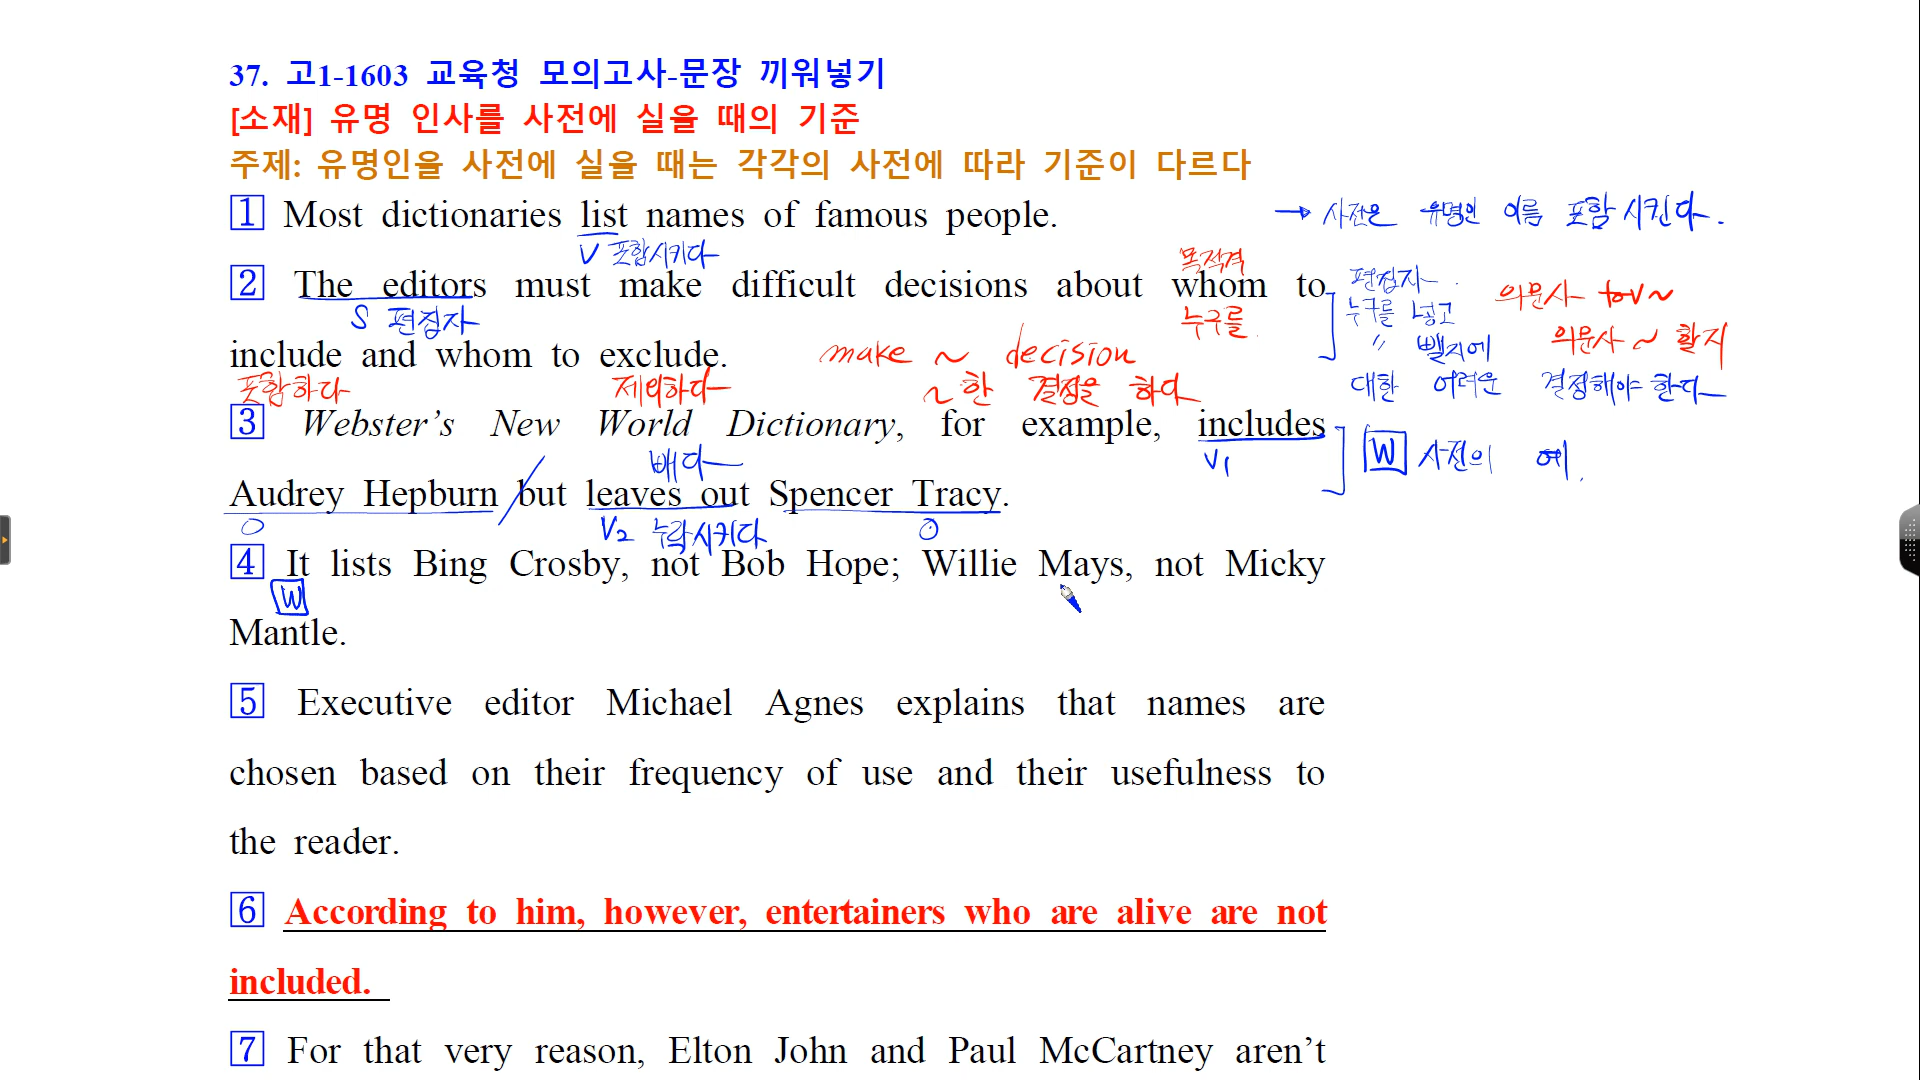 37. 고1-1603 교육청 모의고사-문장 끼워넣기
[소재] 유명 인사를 사전에 실을 때의 기준
주제: 유명인을 사전에 실을 때는 각각의 사전에 따라 기준이 다르다
1 Most dictionaries list names of famous people.
→ 사전은 유명인 이름 포함시킨다.
V 포함시키다
목적격
2 The editors must make difficult decisions about whom to
편집자
의문사 to V ~
S 편집자
누구를
누구를 넣고
의문사 ~ 할지
include and whom to exclude.
make ~ decision
〃 뺄지에
포함하다
제외하다
~한 결정을 하다
대한 어려운 결정해야 한다
3 Webster's New World Dictionary, for example, includes
빼다
V1
W 사전의 예.
Audrey Hepburn / but leaves out Spencer Tracy.
O
V2 누락시키다
O
4 It lists Bing Crosby, not Bob Hope; Willie Mays, not Micky
W
Mantle.
5 Executive editor Michael Agnes explains that names are
chosen based on their frequency of use and their usefulness to
the reader.
6 According to him, however, entertainers who are alive are not
included.
7 For that very reason, Elton John and Paul McCartney aren't